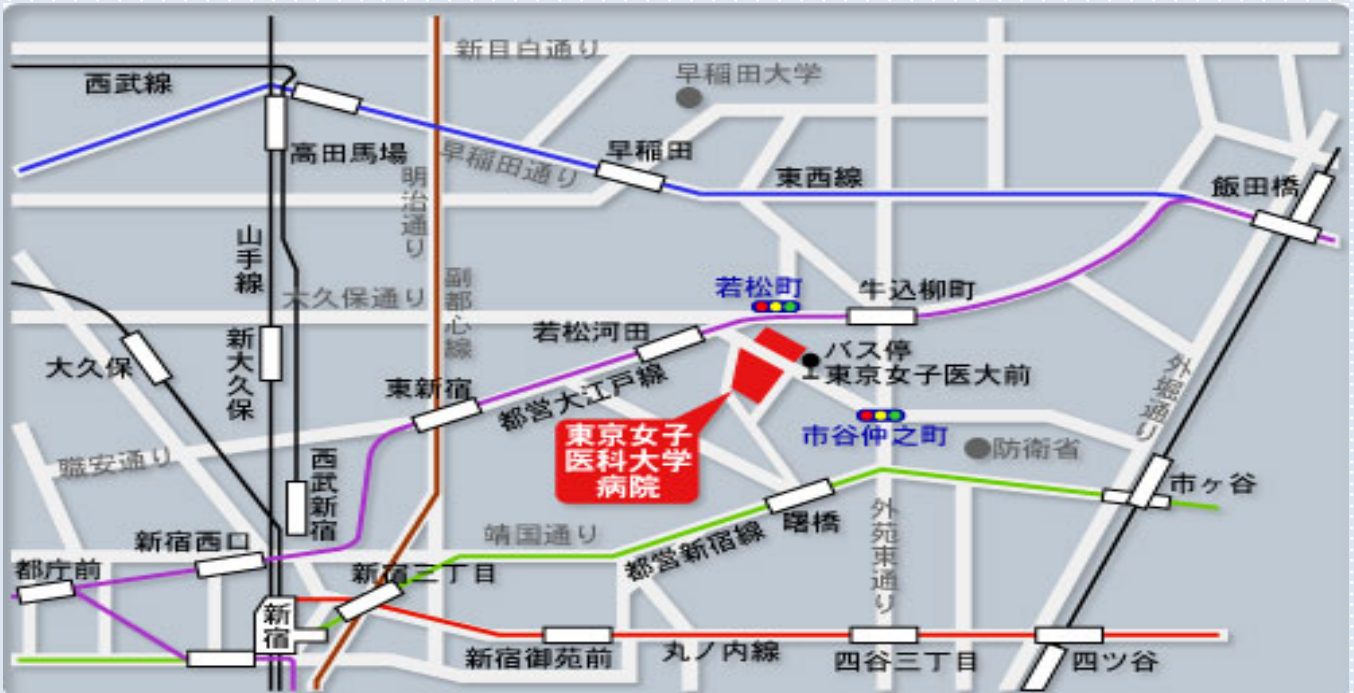 新目白通り
西武線
早稲田大学
高田馬場
早稲田通り
早稲田
東西線
飯田橋
明治通り
山手線
副都心線
大久保通り
若松町
牛込柳町
若松河田
新大久保
大久保
バス停
東京女子医大前
外堀通り
東新宿
都営大江戸線
東京女子
医科大学
病院
市谷仲之町
防衛省
職安通り
西武新宿
市ヶ谷
曙橋
外苑東通り
靖国通り
都営新宿線
新宿西口
都庁前
新宿三丁目
新宿
新宿御苑前
丸ノ内線
四谷三丁目
四ツ谷